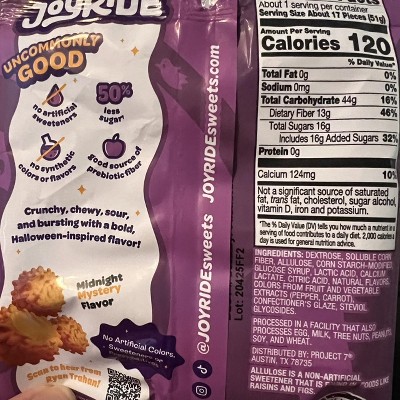 JOYRIDE
UNCOMMONLY
GOOD
no artificial
sweeteners
50%
less
sugar†
no synthetic
colors or flavors
good source of
prebiotic fiber
Crunchy, chewy, sour,
and bursting with a bold,
Halloween-inspired flavor!
Midnight
Mystery
Flavor
No Artificial Colors,
Sweeteners or
Scan to hear from
Ryan Trahan!
@JOYRIDEsweets JOYRIDEsweets.com
Lot: 20425FF2
About 1 serving per container
Serving Size About 17 Pieces (51g)
Amount Per Serving
Calories 120
% Daily Value*
Total Fat 0g 0%
Sodium 0mg 0%
Total Carbohydrate 44g 16%
Dietary Fiber 13g 46%
Total Sugars 16g
Includes 16g Added Sugars 32%
Protein 0g
Calcium 124mg 10%
Not a significant source of saturated
fat, trans fat, cholesterol, sugar alcohol,
vitamin D, iron and potassium.
*The % Daily Value (DV) tells you how much a nutrient in a
serving of food contributes to a daily diet. 2,000 calories a
day is used for general nutrition advice.
INGREDIENTS: DEXTROSE, SOLUBLE CORN
FIBER, ALLULOSE, CORN STARCH-MODIFIED,
GLUCOSE SYRUP, LACTIC ACID, CALCIUM
LACTATE, CITRIC ACID, NATURAL FLAVORS,
COLORS FROM FRUIT AND VEGETABLE
EXTRACTS (PEPPER, CARROT),
CONFECTIONER'S GLAZE, STEVIOL
GLYCOSIDES.
PROCESSED IN A FACILITY THAT ALSO
PROCESSES EGG, MILK, TREE NUTS, PEANUTS,
SOY, AND WHEAT.
DISTRIBUTED BY: PROJECT 7®
AUSTIN, TX 78735
ALLULOSE IS A NON-ARTIFICIAL
SWEETENER THAT IS FOODS LIKE
RAISINS AND FIGS.